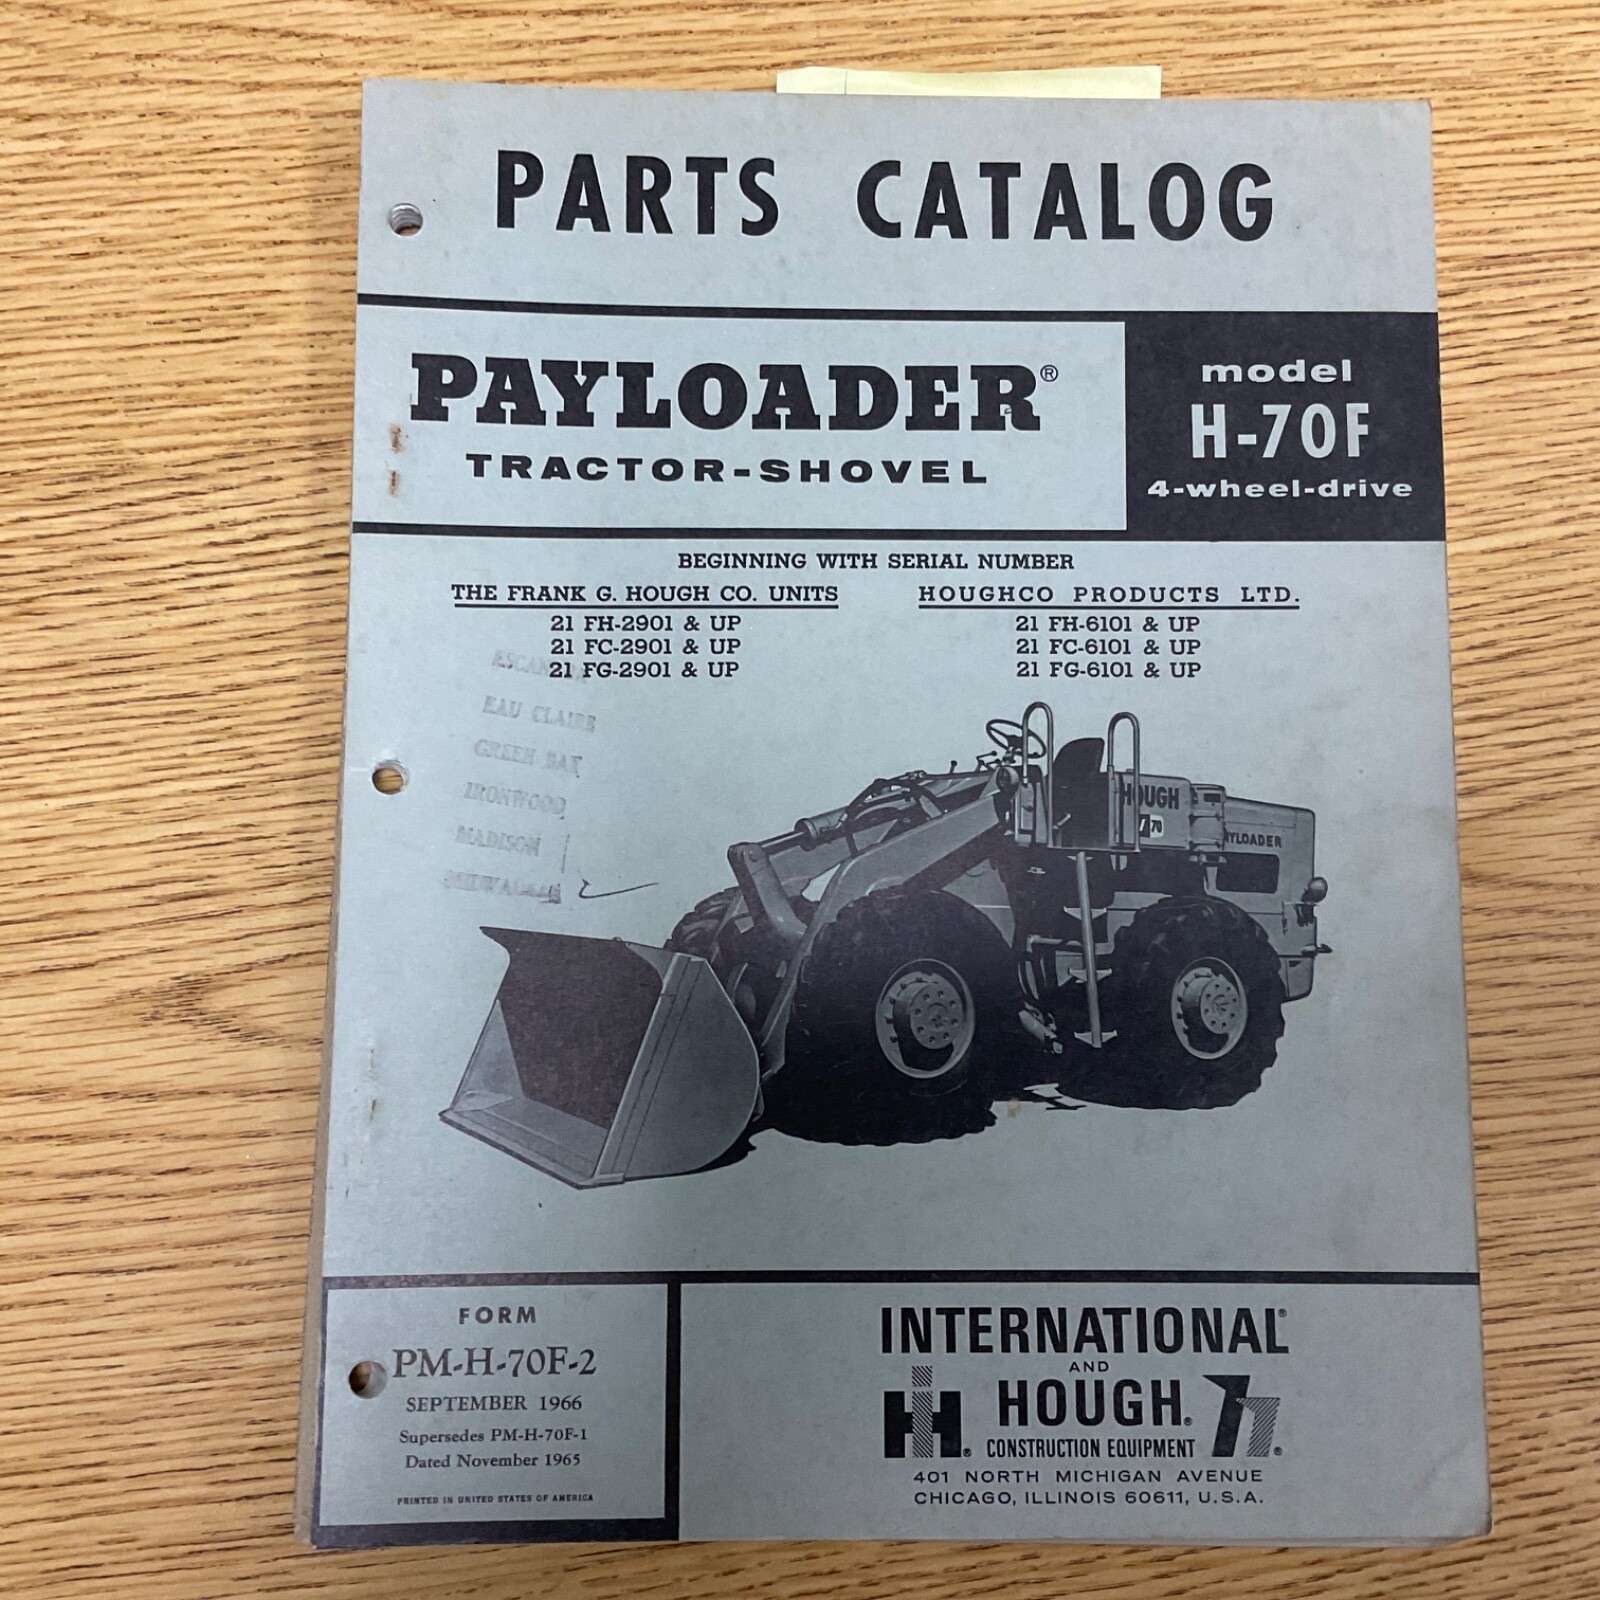 PARTS CATALOG
PAYLOADER®
TRACTOR-SHOVEL
model
H-70F
4-wheel-drive
BEGINNING WITH SERIAL NUMBER
THE FRANK G. HOUGH CO. UNITS
21 FH-2901 & UP
21 FC-2901 & UP
21 FG-2901 & UP
HOUGHCO PRODUCTS LTD.
21 FH-6101 & UP
21 FC-6101 & UP
21 FG-6101 & UP
EAU CLAIRE
GREEN BAY
IRONWOOD
MADISON
HOUGH
70
YLOADER
FORM
PM-H-70F-2
SEPTEMBER 1966
Supersedes PM-H-70F-1
Dated November 1965
PRINTED IN UNITED STATES OF AMERICA
INTERNATIONAL®
AND
HOUGH®
CONSTRUCTION EQUIPMENT
IH®
®
401 NORTH MICHIGAN AVENUE
CHICAGO, ILLINOIS 60611, U.S.A.